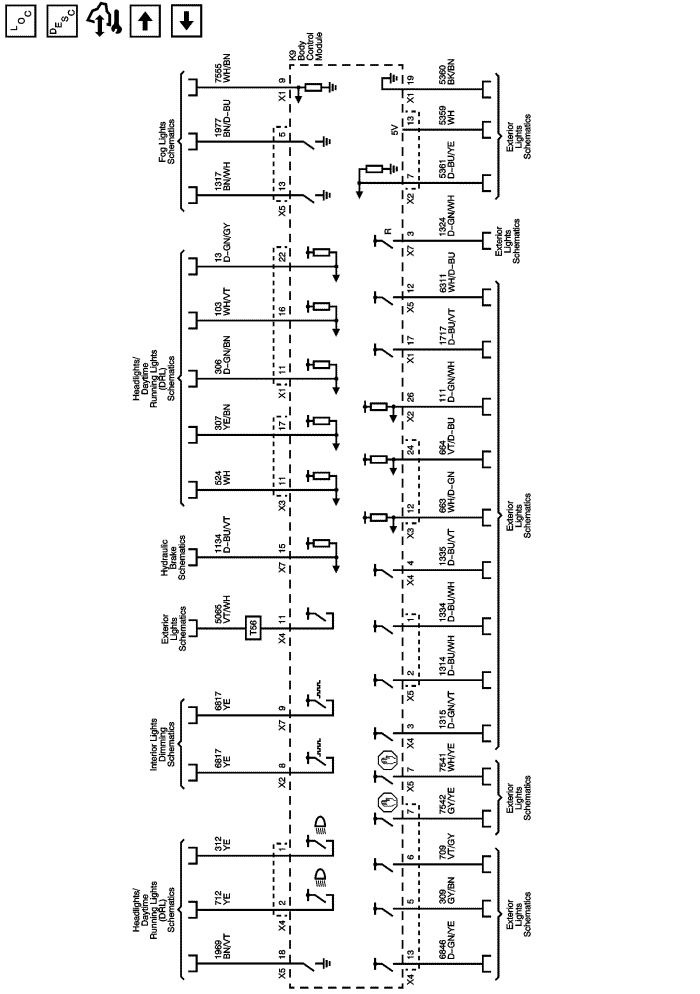 LOC
DESC
K9
Body
Control
Module
Fog Lights
Schematics
7555
WH/BN
9
X1
1977
BN/D-BU
5
1317
BN/WH
13
X5
Headlights/
Daytime
Running Lights
(DRL)
Schematics
13
D-GN/GY
22
103
WH/VT
16
306
D-GN/BN
11
X1
307
YE/BN
17
524
WH
11
X3
Hydraulic
Brake
Schematics
1134
D-BU/VT
15
X7
Exterior
Lights
Schematics
5065
VT/WH
T56
11
X4
Interior Lights
Dimming
Schematics
6817
YE
9
X7
6817
YE
8
X2
Headlights/
Daytime
Running Lights
(DRL)
Schematics
312
YE
1
712
YE
2
X4
1969
BN/VT
18
X5
19
X1
5360
BK/BN
5V
13
5359
WH
7
X2
5361
D-BU/YE
Exterior
Lights
Schematics
R
3
X7
1324
D-GN/WH
Exterior
Lights
Schematics
12
X5
6311
WH/D-BU
17
X1
1717
D-BU/VT
26
X2
111
D-GN/WH
24
664
VT/D-BU
12
X3
663
WH/D-GN
4
X4
1335
D-BU/VT
1
1334
D-BU/WH
2
X5
1314
D-BU/WH
3
X4
1315
D-GN/VT
Exterior
Lights
Schematics
7
X5
7541
WH/YE
7
7542
GY/YE
Exterior
Lights
Schematics
6
709
VT/GY
5
309
GY/BN
13
X4
6846
D-GN/YE
Exterior
Lights
Schematics